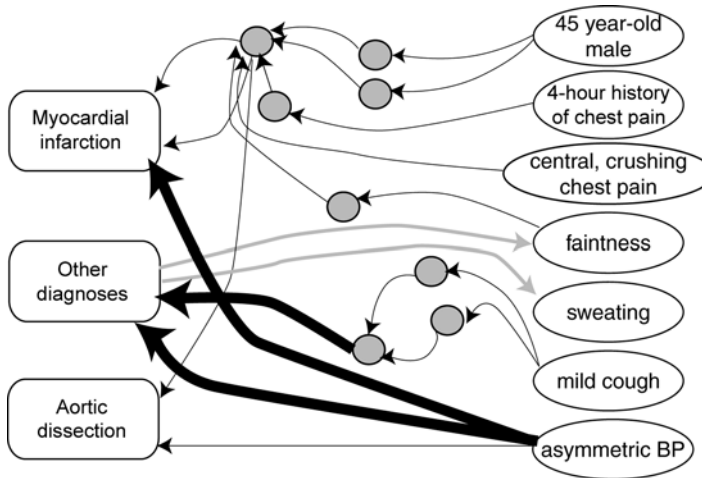 45 year-old
male
Myocardial
infarction
4-hour history
of chest pain
central, crushing
chest pain
faintness
Other
diagnoses
sweating
mild cough
Aortic
dissection
asymmetric BP